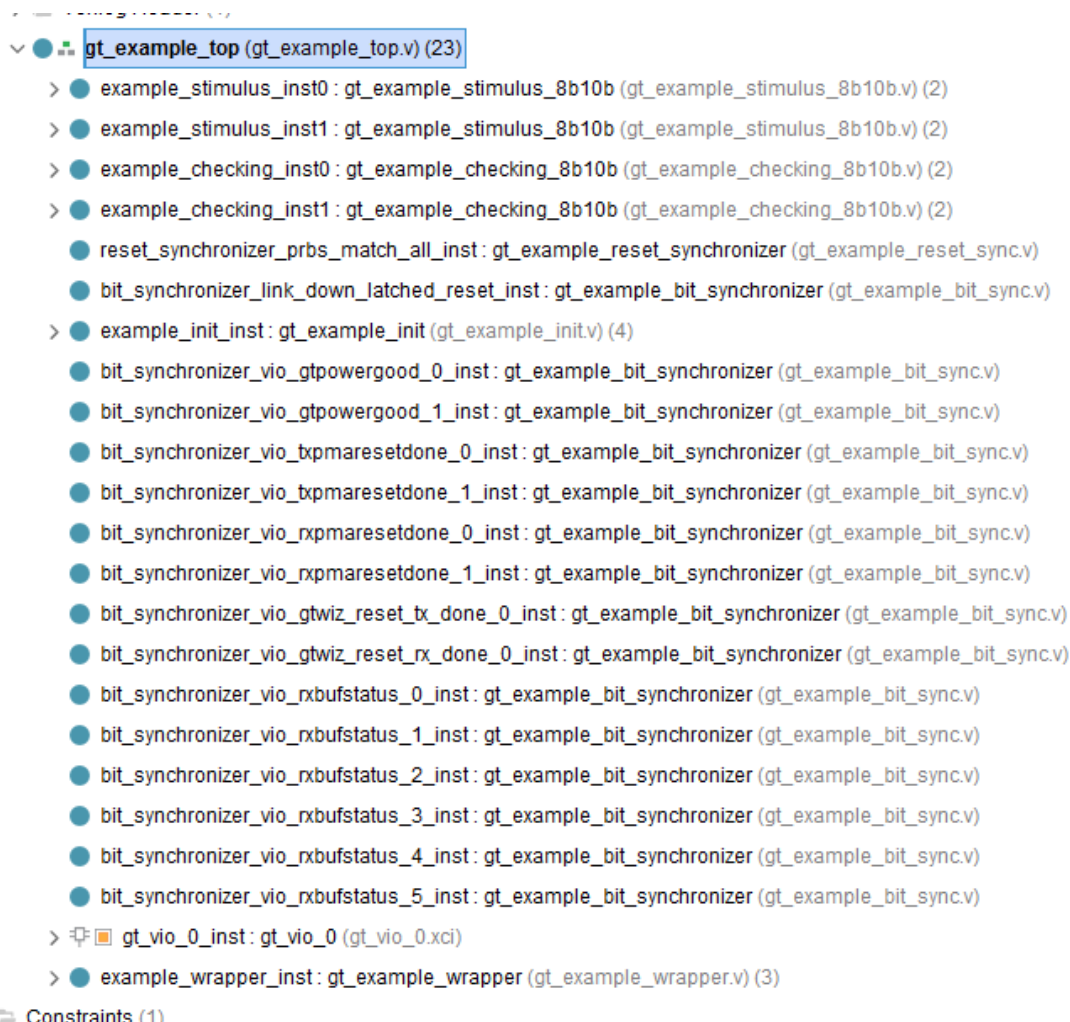 gt_example_top (gt_example_top.v) (23)
example_stimulus_inst0 : gt_example_stimulus_8b10b (gt_example_stimulus_8b10b.v) (2)
example_stimulus_inst1 : gt_example_stimulus_8b10b (gt_example_stimulus_8b10b.v) (2)
example_checking_inst0 : gt_example_checking_8b10b (gt_example_checking_8b10b.v) (2)
example_checking_inst1 : gt_example_checking_8b10b (gt_example_checking_8b10b.v) (2)
reset_synchronizer_prbs_match_all_inst : gt_example_reset_synchronizer (gt_example_reset_sync.v)
bit_synchronizer_link_down_latched_reset_inst : gt_example_bit_synchronizer (gt_example_bit_sync.v)
example_init_inst : gt_example_init (gt_example_init.v) (4)
bit_synchronizer_vio_gtpowergood_0_inst : gt_example_bit_synchronizer (gt_example_bit_sync.v)
bit_synchronizer_vio_gtpowergood_1_inst : gt_example_bit_synchronizer (gt_example_bit_sync.v)
bit_synchronizer_vio_txpmaresetdone_0_inst : gt_example_bit_synchronizer (gt_example_bit_sync.v)
bit_synchronizer_vio_txpmaresetdone_1_inst : gt_example_bit_synchronizer (gt_example_bit_sync.v)
bit_synchronizer_vio_rxpmaresetdone_0_inst : gt_example_bit_synchronizer (gt_example_bit_sync.v)
bit_synchronizer_vio_rxpmaresetdone_1_inst : gt_example_bit_synchronizer (gt_example_bit_sync.v)
bit_synchronizer_vio_gtwiz_reset_tx_done_0_inst : gt_example_bit_synchronizer (gt_example_bit_sync.v)
bit_synchronizer_vio_gtwiz_reset_rx_done_0_inst : gt_example_bit_synchronizer (gt_example_bit_sync.v)
bit_synchronizer_vio_rxbufstatus_0_inst : gt_example_bit_synchronizer (gt_example_bit_sync.v)
bit_synchronizer_vio_rxbufstatus_1_inst : gt_example_bit_synchronizer (gt_example_bit_sync.v)
bit_synchronizer_vio_rxbufstatus_2_inst : gt_example_bit_synchronizer (gt_example_bit_sync.v)
bit_synchronizer_vio_rxbufstatus_3_inst : gt_example_bit_synchronizer (gt_example_bit_sync.v)
bit_synchronizer_vio_rxbufstatus_4_inst : gt_example_bit_synchronizer (gt_example_bit_sync.v)
bit_synchronizer_vio_rxbufstatus_5_inst : gt_example_bit_synchronizer (gt_example_bit_sync.v)
gt_vio_0_inst : gt_vio_0 (gt_vio_0.xci)
example_wrapper_inst : gt_example_wrapper (gt_example_wrapper.v) (3)
Constraints (1)